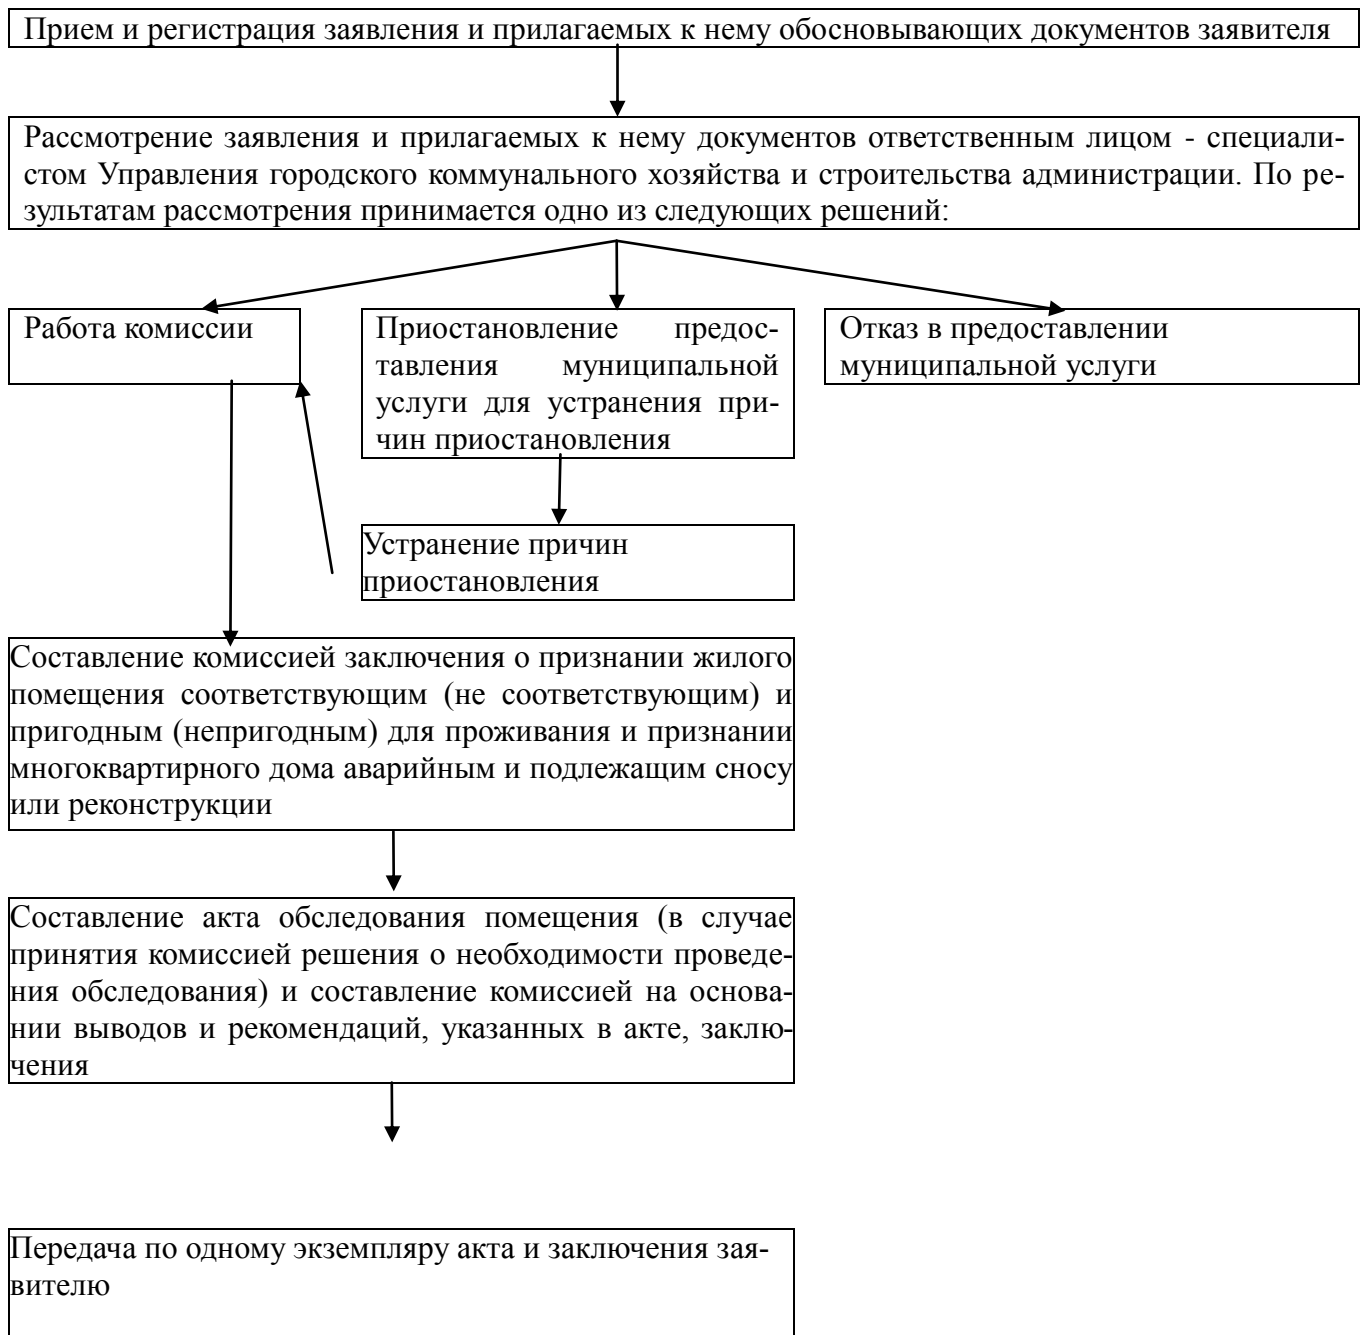 Прием и регистрация заявления и прилагаемых к нему обосновывающих документов заявителя
Рассмотрение заявления и прилагаемых к нему документов ответственным лицом - специали-
стом Управления городского коммунального хозяйства и строительства администрации. По ре-
зультатам рассмотрения принимается одно из следующих решений:
Работа комиссии
Приостановление предос-
тавления муниципальной
услуги для устранения при-
чин приостановления
Отказ в предоставлении
муниципальной услуги
Устранение причин
приостановления
Составление комиссией заключения о признании жилого
помещения соответствующим (не соответствующим) и
пригодным (непригодным) для проживания и признании
многоквартирного дома аварийным и подлежащим сносу
или реконструкции
Составление акта обследования помещения (в случае
принятия комиссией решения о необходимости проведе-
ния обследования) и составление комиссией на основа-
нии выводов и рекомендаций, указанных в акте, заклю-
чения
Передача по одному экземпляру акта и заключения зая-
вителю